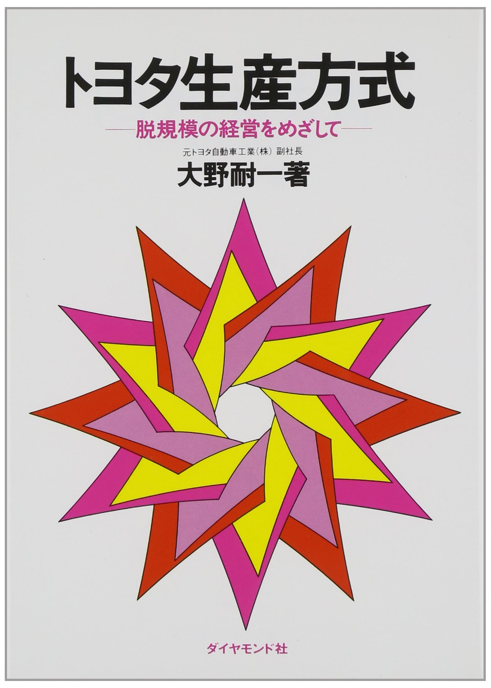 トヨタ生産方式
──脱規模の経営をめざして──
元トヨタ自動車工業(株) 副社長
大野耐一著
ダイヤモンド社